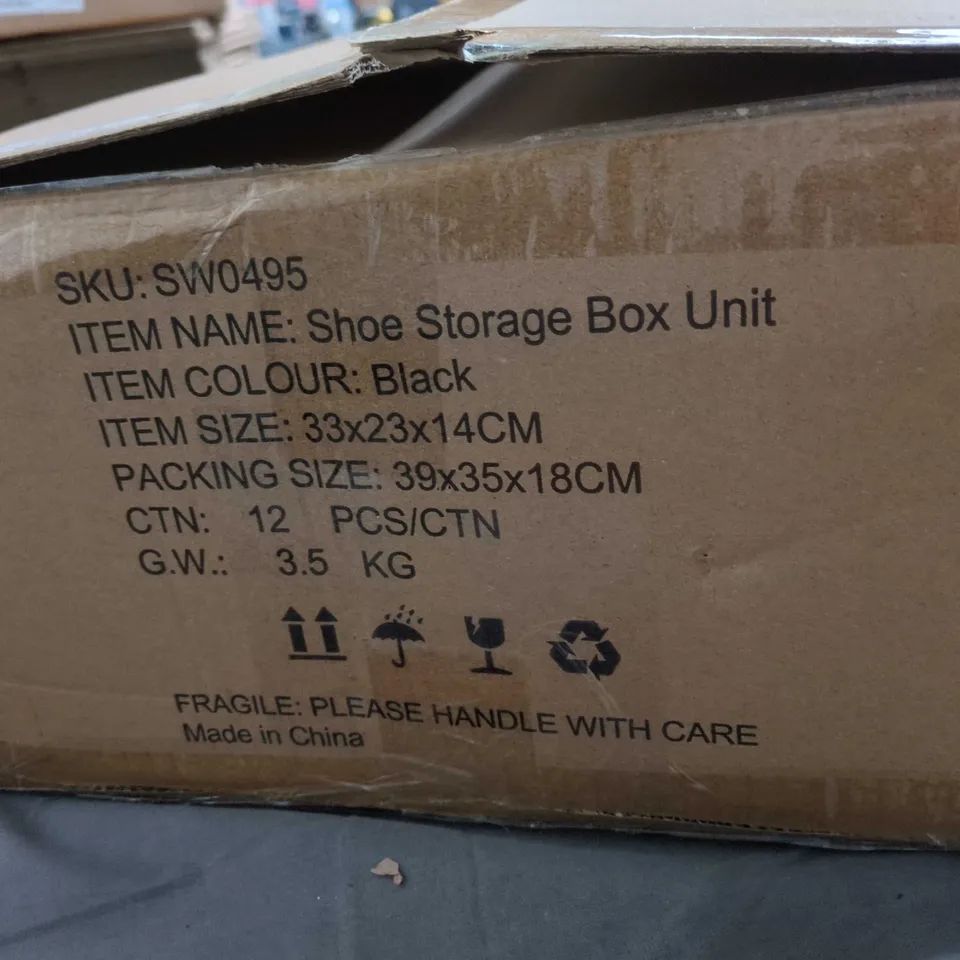 SKU: SW0495
ITEM NAME: Shoe Storage Box Unit
ITEM COLOUR: Black
ITEM SIZE: 33x23x14CM
PACKING SIZE: 39x35x18CM
CTN: 12 PCS/CTN
G.W.: 3.5 KG
FRAGILE: PLEASE HANDLE WITH CARE
Made in China